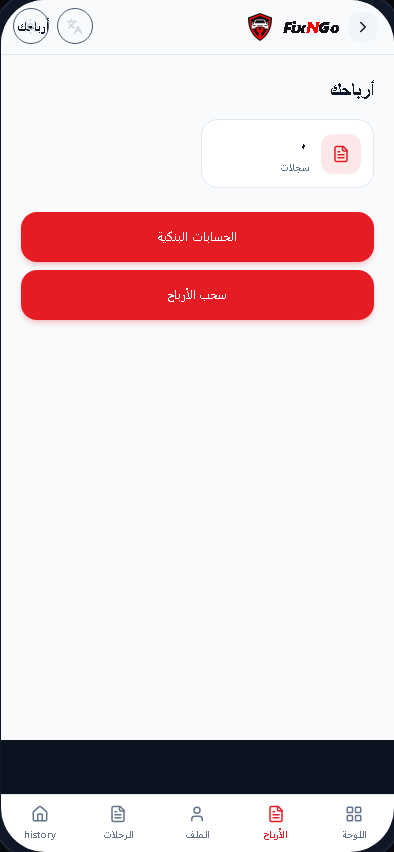 FixNGo
أرباحك
أرباحك
٠
سجلات
الحسابات البنكية
سحب الأرباح
اللوحة
الأرباح
الملف
الرحلات
history